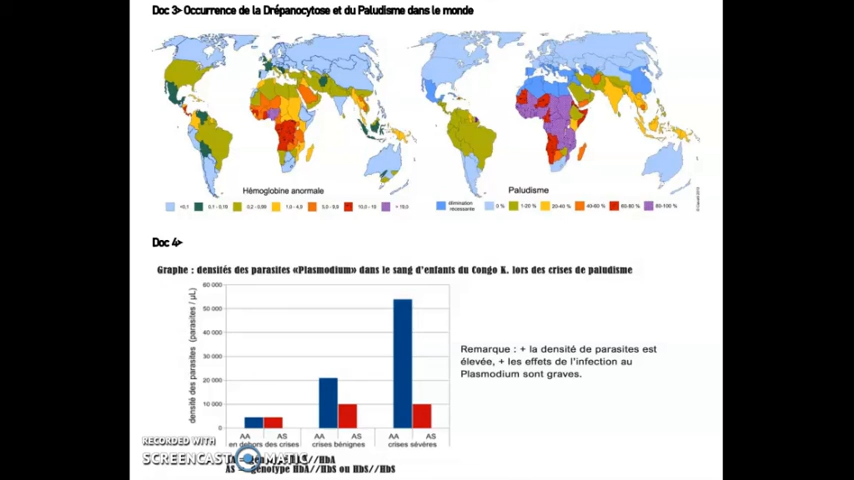 Doc 3> Occurrence de la Drépanocytose et du Paludisme dans le monde
Hémoglobine anormale
Paludisme
<0,1 0,1 - 0,19 0,2 - 0,99 1,0 - 4,9 5,0 - 9,9 10,0 - 18 > 18,0
élimination récessante 0 % 1-20 % 20-40 % 40-60 % 60-80 % 80-100 %
Doc 4>
Graphe : densités des parasites «Plasmodium» dans le sang d'enfants du Congo K. lors des crises de paludisme
densité des parasites (parasites / µL)
60 000
50 000
40 000
30 000
20 000
10 000
0
Remarque : + la densité de parasites est
élevée, + les effets de l'infection au
Plasmodium sont graves.
AA AS AA AS AA AS
en dehors des crises crises bénignes crises sévères
RECORDED WITH
SCREENCAST MATIC
AS = génotype HbA//HbS ou HbS//HbS